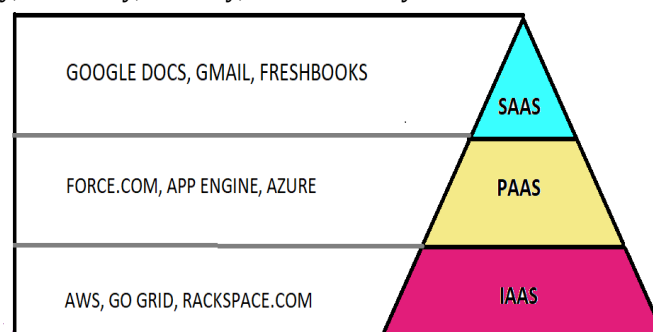 GOOGLE DOCS, GMAIL, FRESHBOOKS
SAAS
FORCE.COM, APP ENGINE, AZURE
PAAS
AWS, GO GRID, RACKSPACE.COM
IAAS